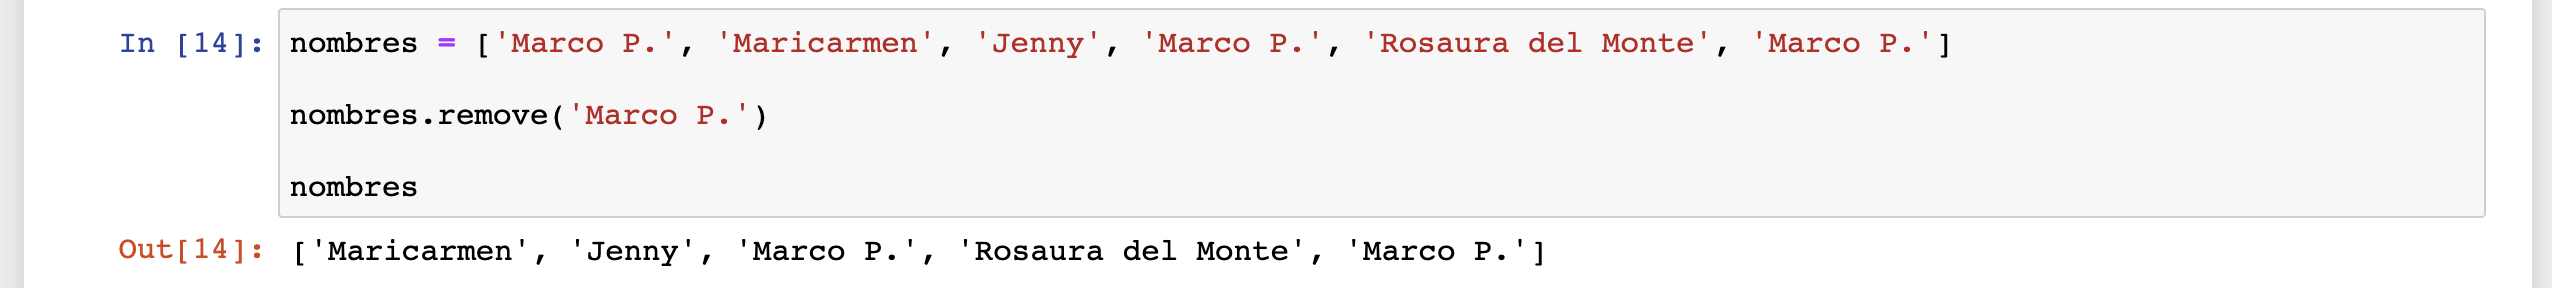 In [14]: nombres = ['Marco P.', 'Maricarmen', 'Jenny', 'Marco P.', 'Rosaura del Monte', 'Marco P.']
nombres.remove('Marco P.')
nombres
Out[14]: ['Maricarmen', 'Jenny', 'Marco P.', 'Rosaura del Monte', 'Marco P.']